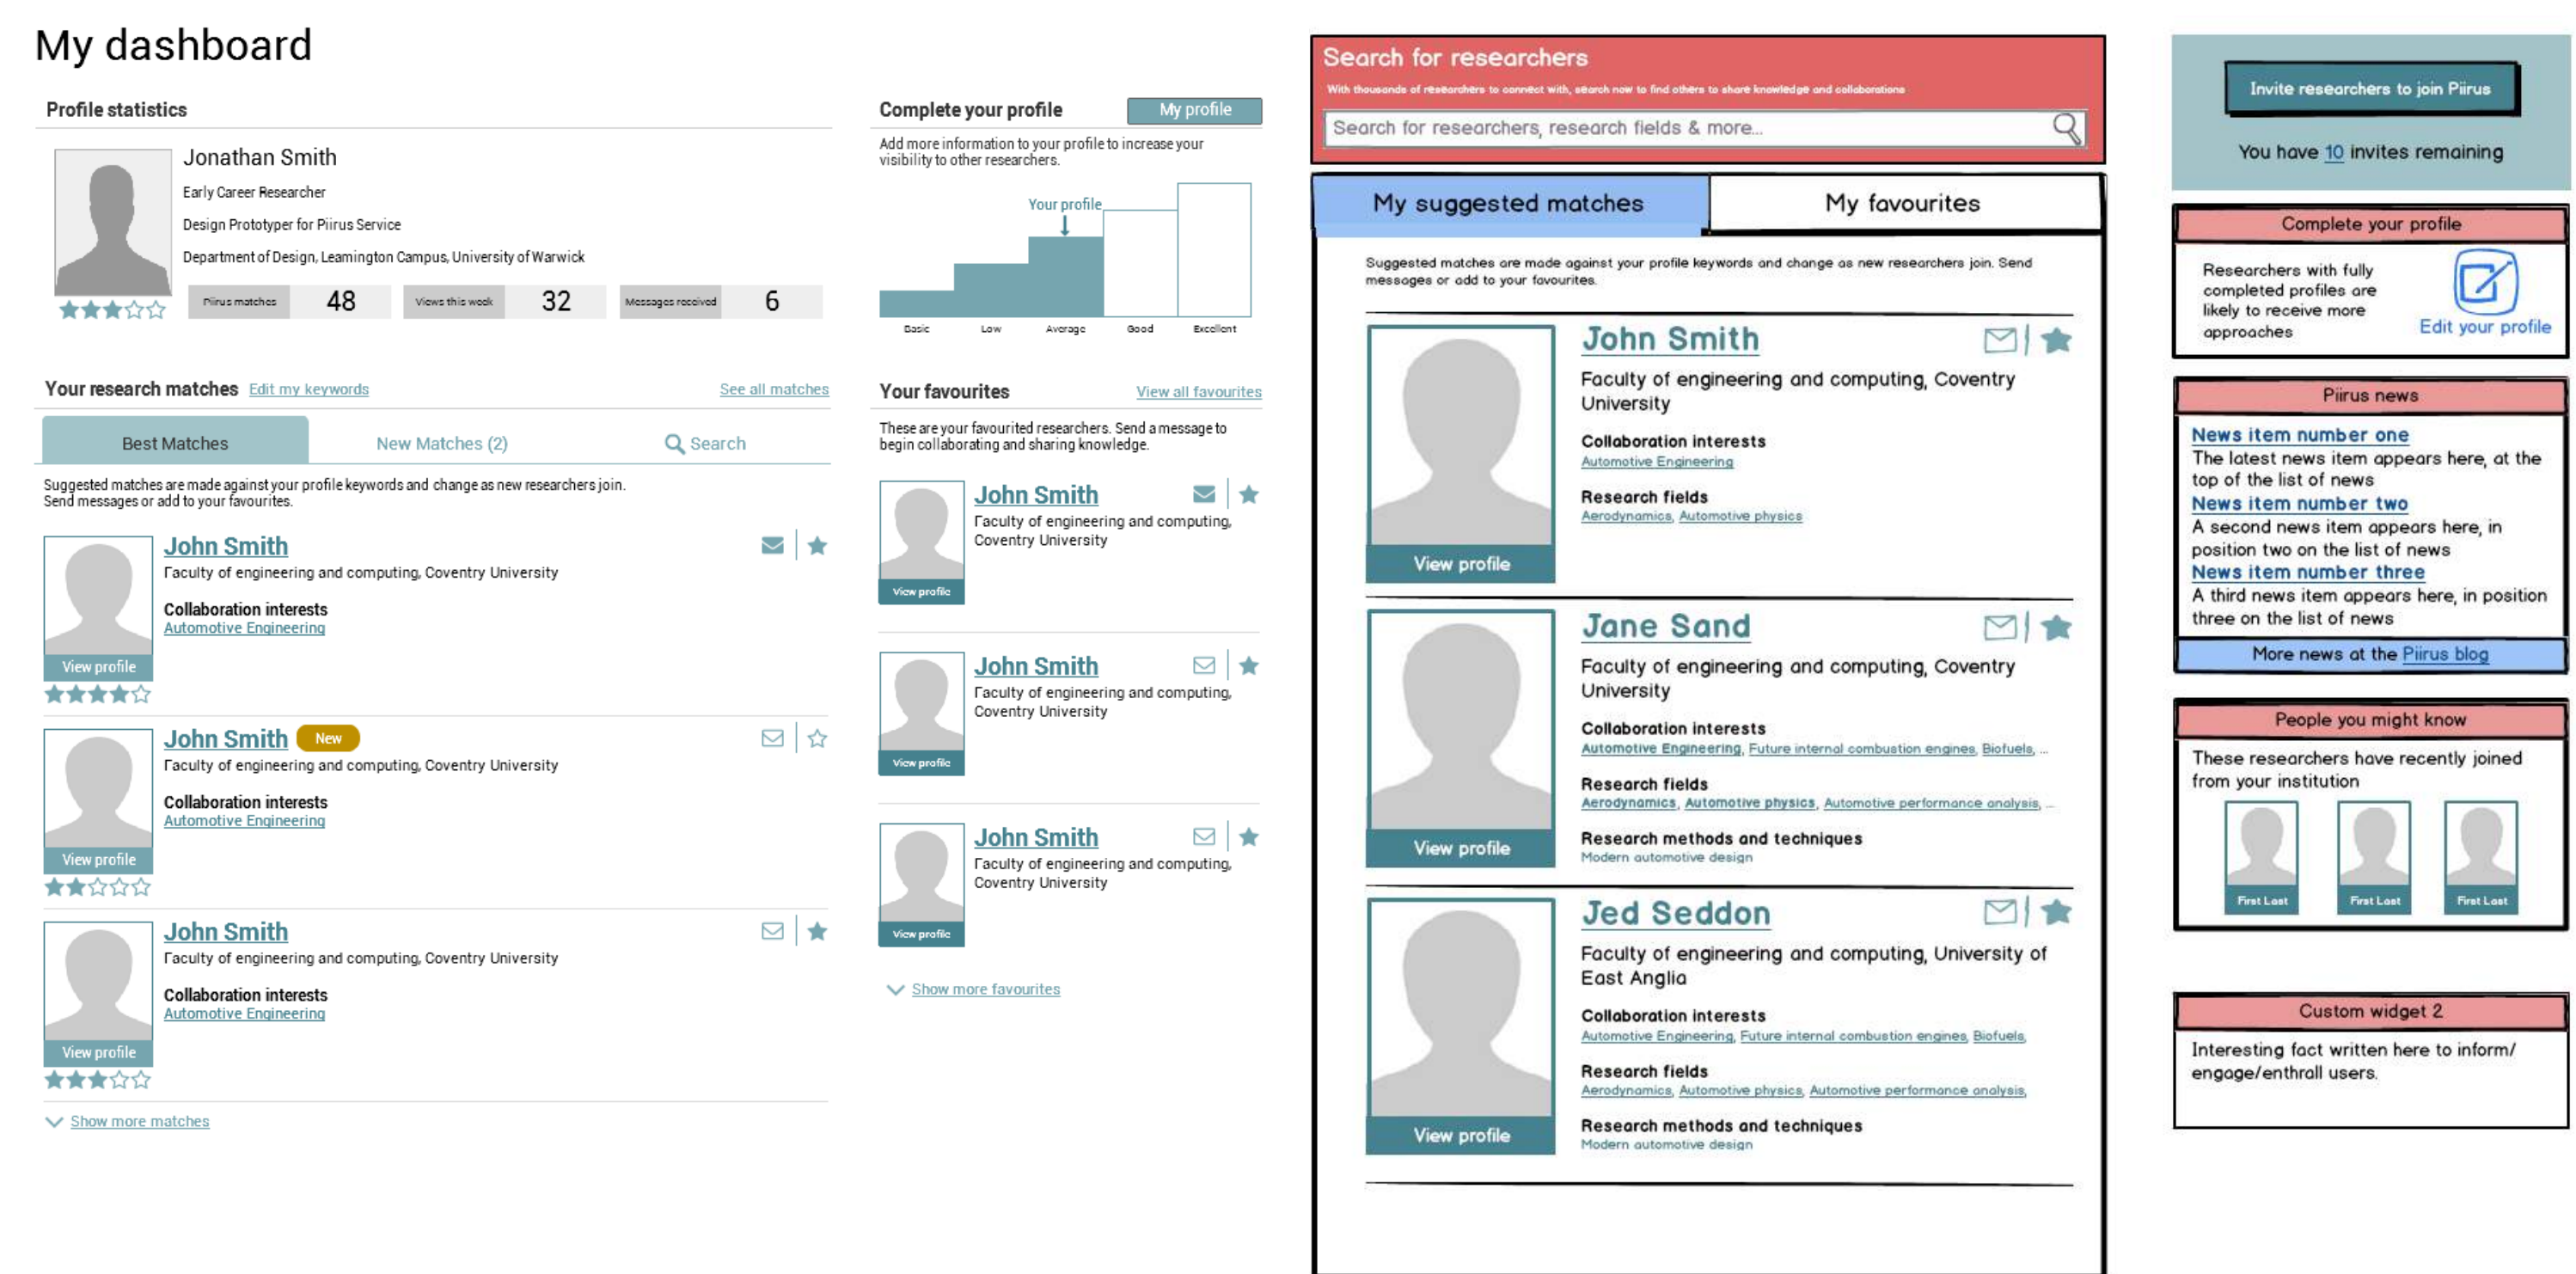 My dashboard
Profile statistics
Jonathan Smith
Early Career Researcher
Design Prototyper for Piirus Service
Department of Design, Leamington Campus, University of Warwick
Piirus matches 48 Views this week 32 Messages received 6
Your research matches Edit my keywords See all matches
Best Matches New Matches (2) Search
Suggested matches are made against your profile keywords and change as new researchers join.
Send messages or add to your favourites.
John Smith
Faculty of engineering and computing, Coventry University
Collaboration interests
Automotive Engineering
View profile
John Smith New
Faculty of engineering and computing, Coventry University
Collaboration interests
Automotive Engineering
View profile
John Smith
Faculty of engineering and computing, Coventry University
Collaboration interests
Automotive Engineering
View profile
Show more matches
Complete your profile My profile
Add more information to your profile to increase your
visibility to other researchers.
Your profile
Basic Low Average Good Excellent
Your favourites View all favourites
These are your favourited researchers. Send a message to
begin collaborating and sharing knowledge.
John Smith
Faculty of engineering and computing,
Coventry University
View profile
John Smith
Faculty of engineering and computing,
Coventry University
View profile
John Smith
Faculty of engineering and computing,
Coventry University
View profile
Show more favourites
Search for researchers
With thousands of researchers to connect with, search now to find others to share knowledge and collaborations
Search for researchers, research fields & more...
My suggested matches My favourites
Suggested matches are made against your profile keywords and change as new researchers join. Send
messages or add to your favourites.
John Smith
Faculty of engineering and computing, Coventry
University
Collaboration interests
Automotive Engineering
Research fields
Aerodynamics, Automotive physics
View profile
Jane Sand
Faculty of engineering and computing, Coventry
University
Collaboration interests
Automotive Engineering, Future internal combustion engines, Biofuels, ...
Research fields
Aerodynamics, Automotive physics, Automotive performance analysis, ...
Research methods and techniques
Modern automotive design
View profile
Jed Seddon
Faculty of engineering and computing, University of
East Anglia
Collaboration interests
Automotive Engineering, Future internal combustion engines, Biofuels,
Research fields
Aerodynamics, Automotive physics, Automotive performance analysis,
Research methods and techniques
Modern automotive design
View profile
Invite researchers to join Piirus
You have 10 invites remaining
Complete your profile
Researchers with fully
completed profiles are
likely to receive more
approaches
Edit your profile
Piirus news
News item number one
The latest news item appears here, at the
top of the list of news
News item number two
A second news item appears here, in
position two on the list of news
News item number three
A third news item appears here, in position
three on the list of news
More news at the Piirus blog
People you might know
These researchers have recently joined
from your institution
First Last First Last First Last
Custom widget 2
Interesting fact written here to inform/
engage/enthrall users.